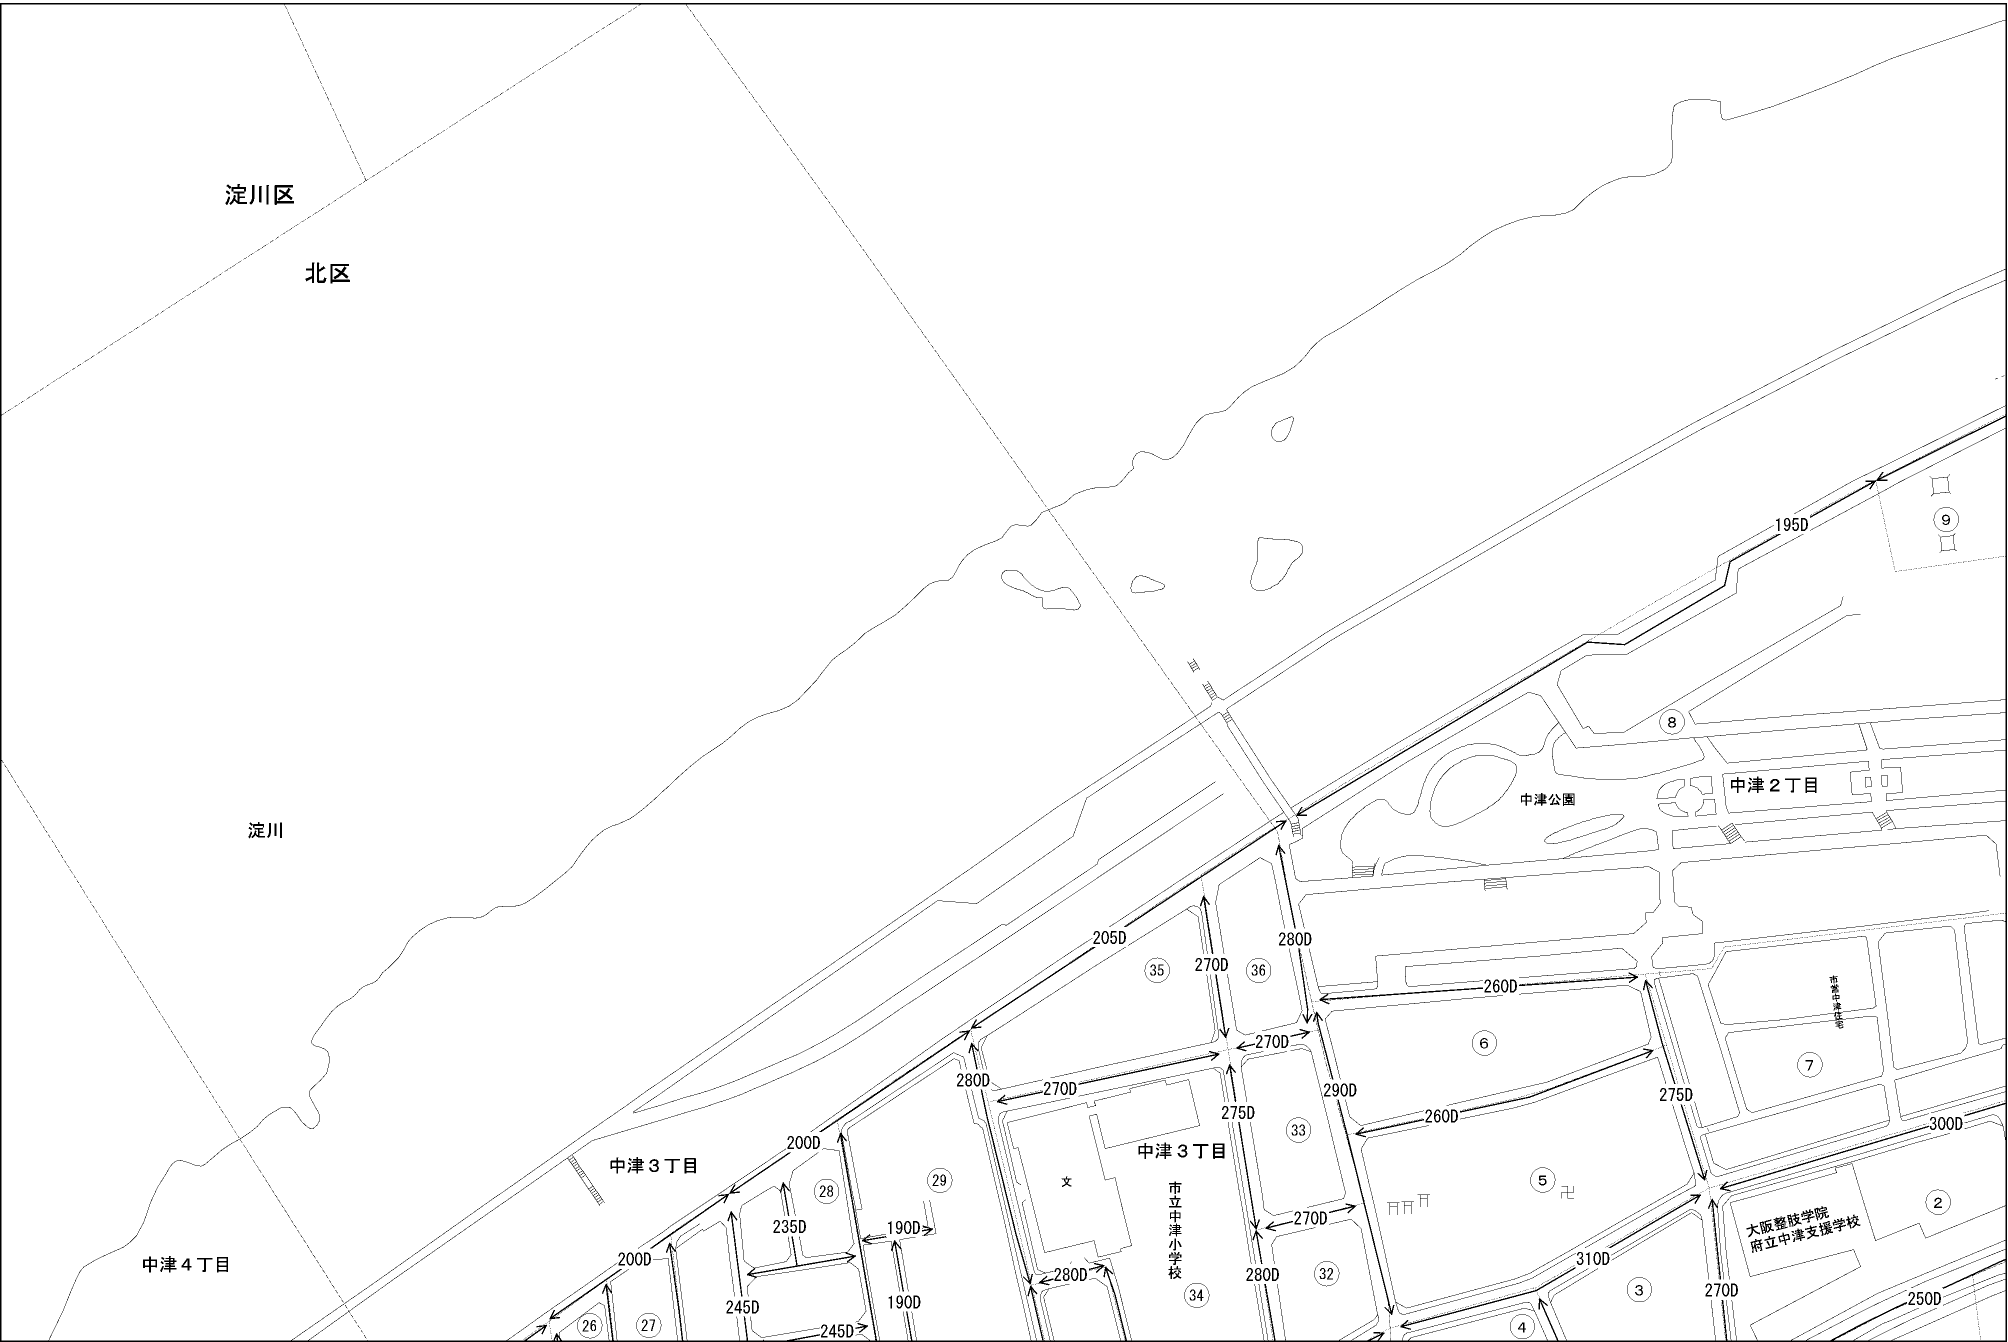 淀川区
北区
195D
9
8
中津２丁目
中津公園
淀川
205D
280D
35
270D
36
260D
市営中津住宅
270D
6
7
280D
270D
290D
260D
275D
275D
300D
33
200D
中津３丁目
中津３丁目
28
29
文
市立中津小学校
5
卍
2
大阪整肢学院
府立中津支援学校
235D
190D
270D
200D
中津４丁目
310D
280D
280D
32
34
3
270D
245D
190D
250D
26
27
245D
4